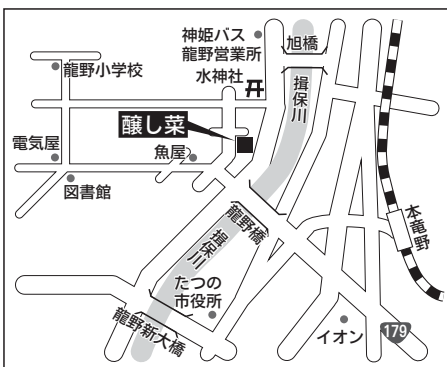 神姫バス
龍野営業所
旭橋
龍野小学校
水神社
揖保川
醸し菜
電気屋
魚屋
図書館
本竜野
龍野橋
揖保川
たつの
市役所
龍野新大橋
イオン
179